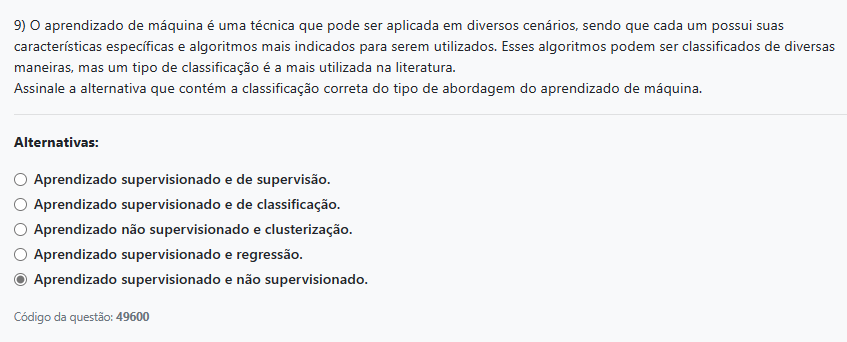 9) O aprendizado de máquina é uma técnica que pode ser aplicada em diversos cenários, sendo que cada um possui suas
características específicas e algoritmos mais indicados para serem utilizados. Esses algoritmos podem ser classificados de diversas
maneiras, mas um tipo de classificação é a mais utilizada na literatura.
Assinale a alternativa que contém a classificação correta do tipo de abordagem do aprendizado de máquina.
Alternativas:
Aprendizado supervisionado e de supervisão.
Aprendizado supervisionado e de classificação.
Aprendizado não supervisionado e clusterização.
Aprendizado supervisionado e regressão.
Aprendizado supervisionado e não supervisionado.
Código da questão: 49600